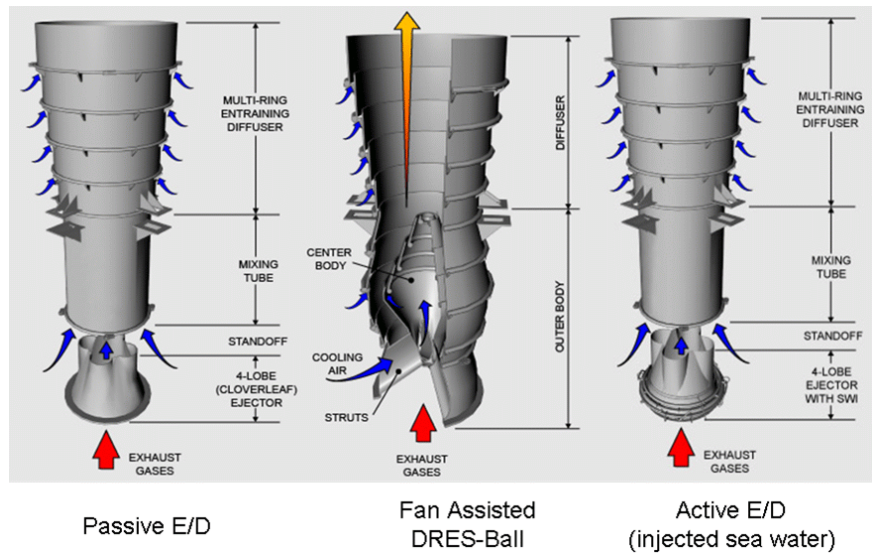 MULTI-RING
ENTRAINING
DIFFUSER
MIXING
TUBE
STANDOFF
4-LOBE
(CLOVERLEAF)
EJECTOR
EXHAUST
GASES
Passive E/D
DIFFUSER
CENTER
BODY
OUTER BODY
COOLING
AIR
STRUTS
EXHAUST
GASES
Fan Assisted
DRES-Ball
MULTI-RING
ENTRAINING
DIFFUSER
MIXING
TUBE
STANDOFF
4-LOBE
EJECTOR
WITH SWI
EXHAUST
GASES
Active E/D
(injected sea water)